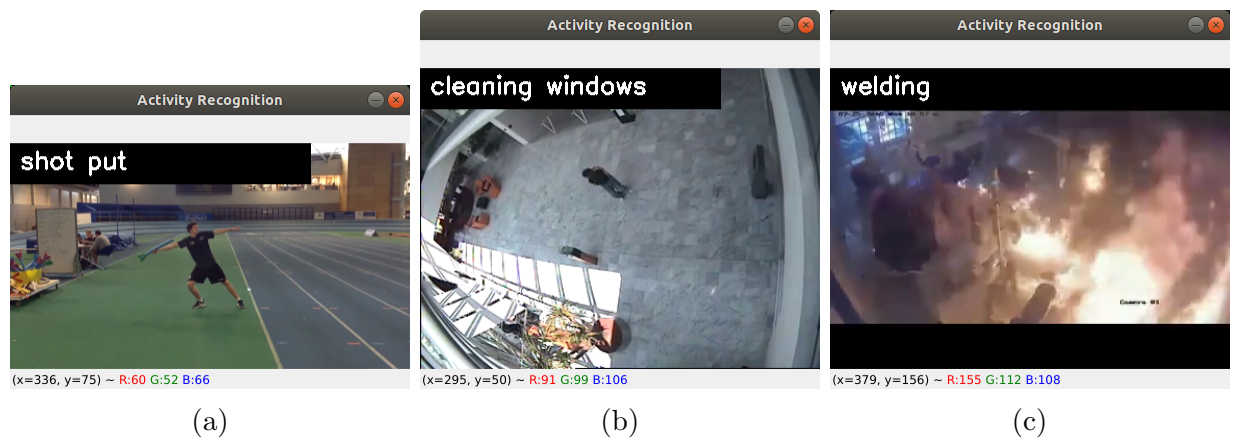 Activity Recognition
shot put
(x=336, y=75) ~ R:60 G:52 B:66
(a)
Activity Recognition
cleaning windows
(x=295, y=50) ~ R:91 G:99 B:106
(b)
Activity Recognition
welding
Camera 01
(x=379, y=156) ~ R:155 G:112 B:108
(c)